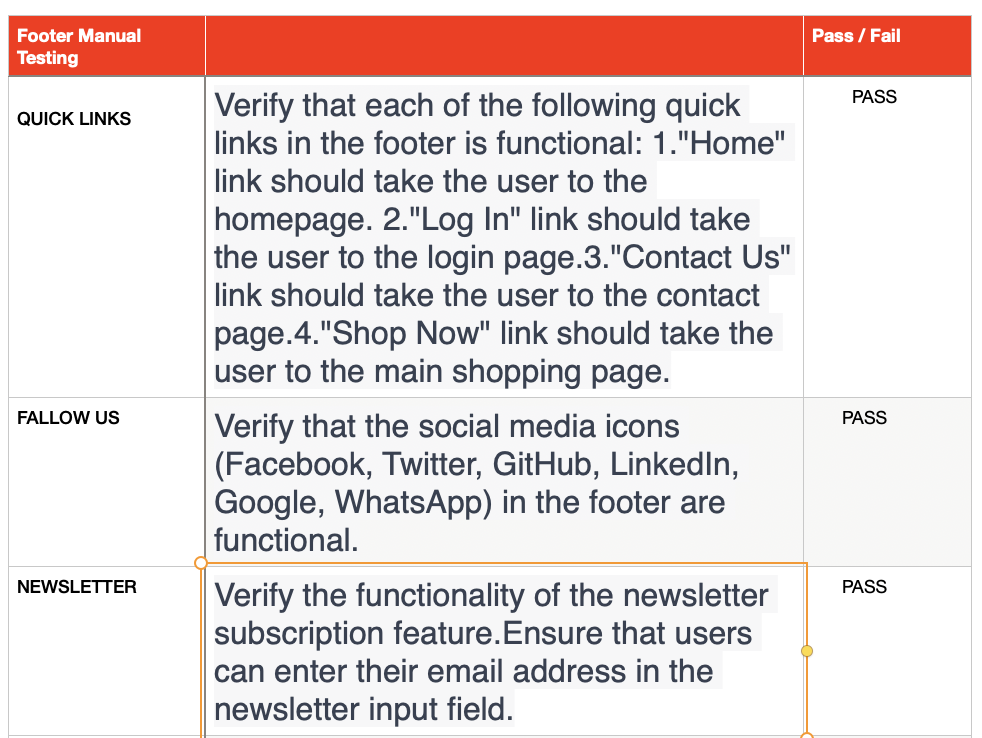 Footer Manual
Testing
Pass / Fail
QUICK LINKS
Verify that each of the following quick
links in the footer is functional: 1."Home"
link should take the user to the
homepage. 2."Log In" link should take
the user to the login page.3."Contact Us"
link should take the user to the contact
page.4."Shop Now" link should take the
user to the main shopping page.
PASS
FALLOW US
Verify that the social media icons
(Facebook, Twitter, GitHub, LinkedIn,
Google, WhatsApp) in the footer are
functional.
PASS
NEWSLETTER
Verify the functionality of the newsletter
subscription feature.Ensure that users
can enter their email address in the
newsletter input field.
PASS